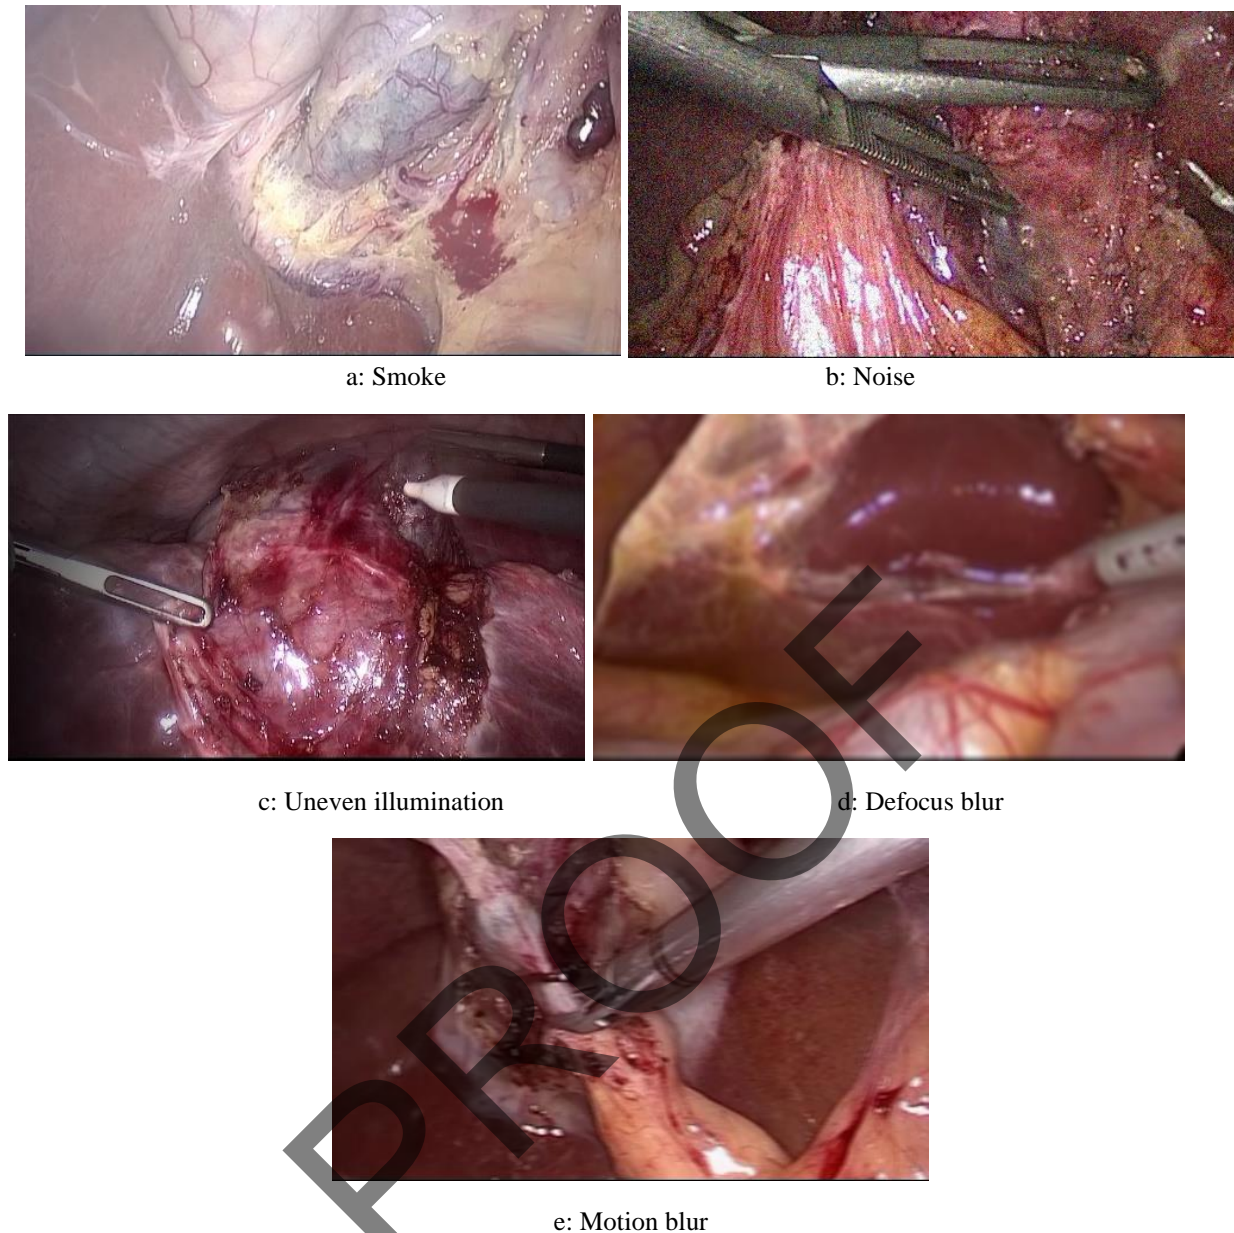 a: Smoke
b: Noise
c: Uneven illumination
d: Defocus blur
e: Motion blur
PROOF